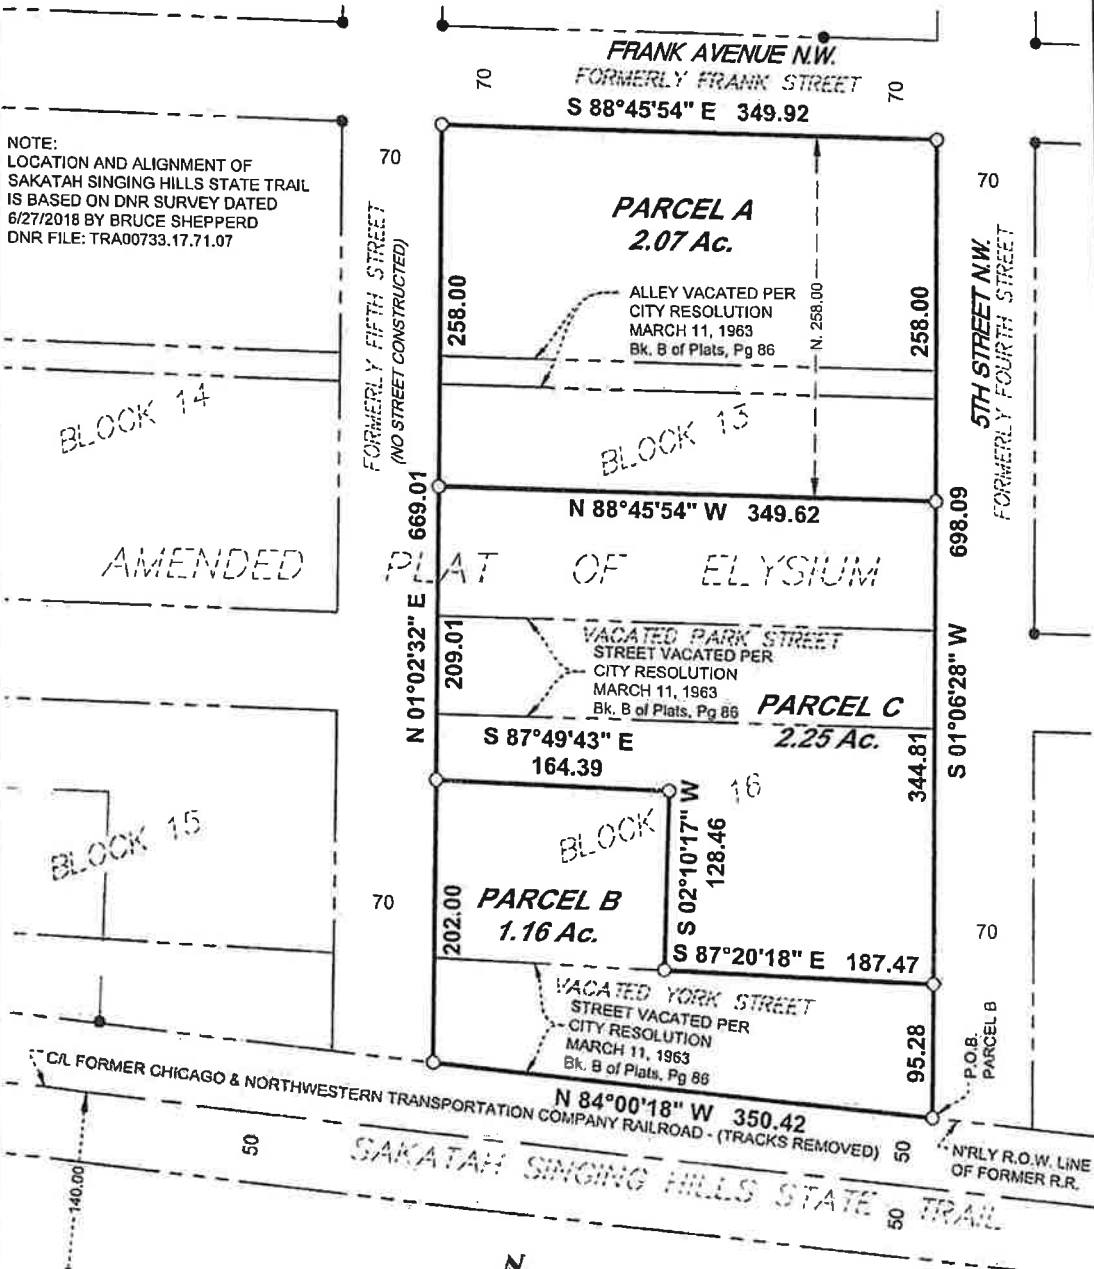 FRANK AVENUE N.W.
FORMERLY FRANK STREET
70
70
S 88°45'54" E 349.92
NOTE:
LOCATION AND ALIGNMENT OF
SAKATAH SINGING HILLS STATE TRAIL
IS BASED ON DNR SURVEY DATED
6/27/2018 BY BRUCE SHEPPERD
DNR FILE: TRA00733.17.71.07
70
70
PARCEL A
2.07 Ac.
FORMERLY FIFTH STREET
(NO STREET CONSTRUCTED)
258.00
ALLEY VACATED PER
CITY RESOLUTION
MARCH 11, 1963
Bk. B of Plats, Pg 86
N. 258.00
258.00
5TH STREET N.W.
FORMERLY FOURTH STREET
BLOCK 14
BLOCK 13
N 88°45'54" W 349.62
N 01°02'32" E 669.01
S 01°06'28" W 698.09
AMENDED PLAT OF ELYSIUM
209.01
VACATED PARK STREET
STREET VACATED PER
CITY RESOLUTION
MARCH 11, 1963
Bk. B of Plats, Pg 86
PARCEL C
2.25 Ac.
344.81
S 87°49'43" E
164.39
BLOCK 16
S 02°10'17" W
128.46
BLOCK 15
70
202.00
PARCEL B
1.16 Ac.
S 87°20'18" E 187.47
70
VACATED YORK STREET
STREET VACATED PER
CITY RESOLUTION
MARCH 11, 1963
Bk. B of Plats, Pg 86
95.28
P.O.B.
PARCEL B
N 84°00'18" W 350.42
C/L FORMER CHICAGO & NORTHWESTERN TRANSPORTATION COMPANY RAILROAD - (TRACKS REMOVED)
50
50
N'RLY R.O.W. LINE
OF FORMER R.R.
SAKATAH SINGING HILLS STATE TRAIL
50
140.00
N